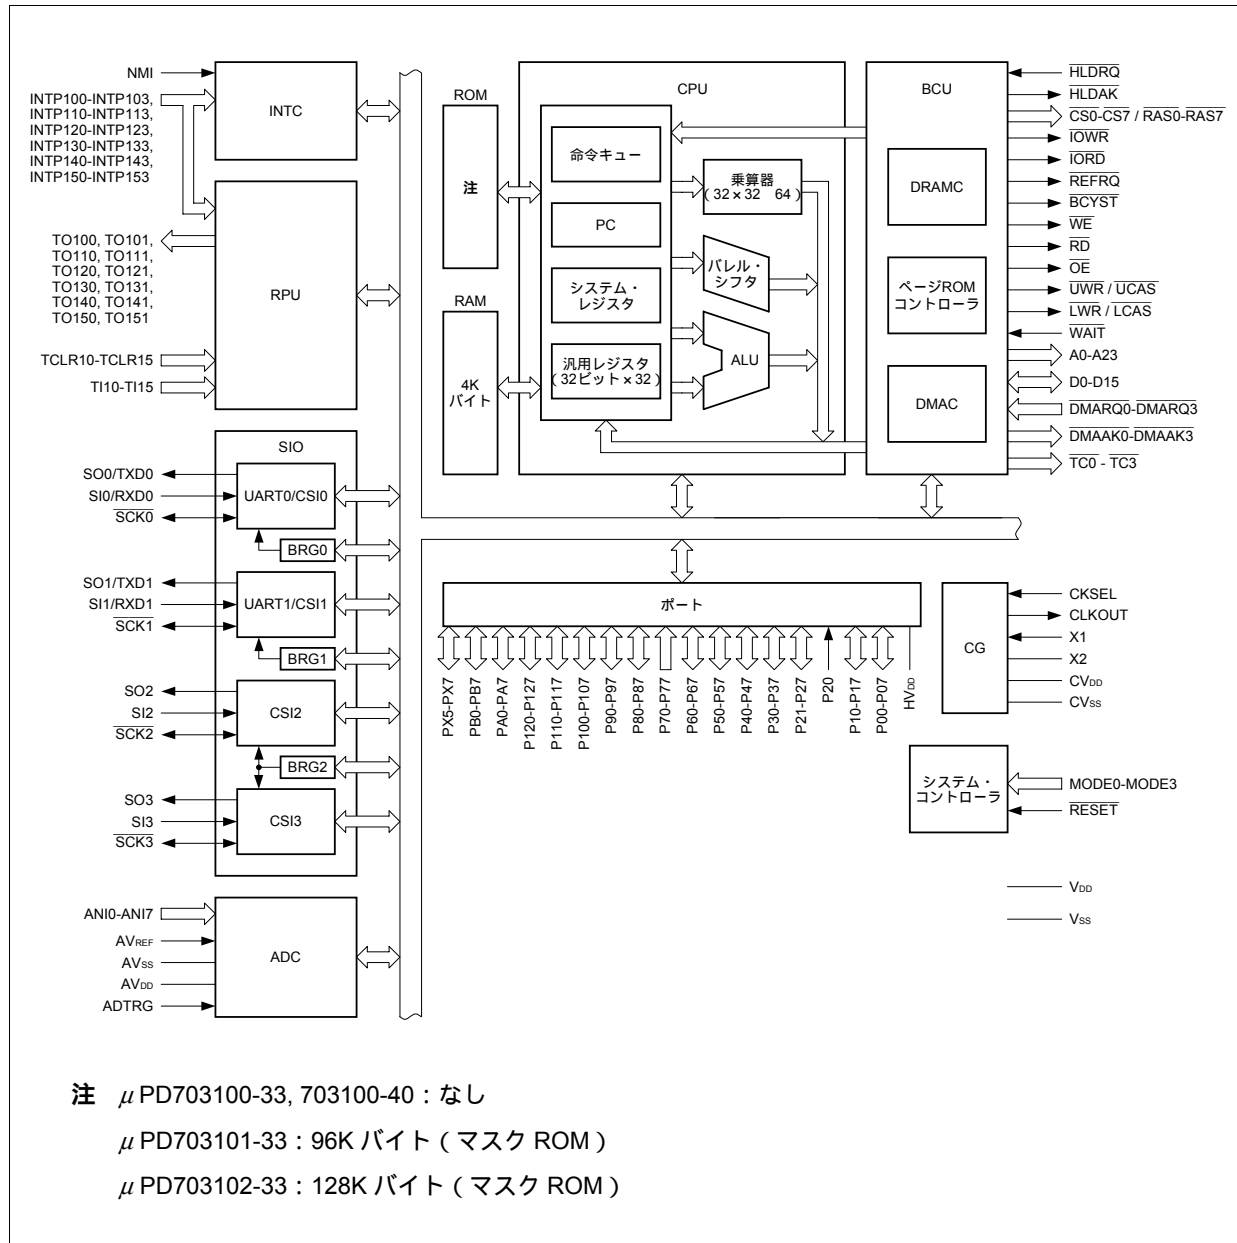 NMI
INTP100-INTP103,
INTP110-INTP113,
INTP120-INTP123,
INTP130-INTP133,
INTP140-INTP143,
INTP150-INTP153
INTC
TO100, TO101,
TO110, TO111,
TO120, TO121,
TO130, TO131,
TO140, TO141,
TO150, TO151
TCLR10-TCLR15
TI10-TI15
RPU
SIO
SO0/TXD0
SI0/RXD0
SCK0
UART0/CSI0
BRG0
SO1/TXD1
SI1/RXD1
SCK1
UART1/CSI1
BRG1
SO2
SI2
SCK2
CSI2
BRG2
SO3
SI3
SCK3
CSI3
ANI0-ANI7
AVREF
AVSS
AVDD
ADTRG
ADC
ROM
注
RAM
4K
バイト
CPU
命令キュー
PC
システム・
レジスタ
汎用レジスタ
（32ビット×32）
乗算器
（32×32 64）
バレル・
シフタ
ALU
BCU
DRAMC
ページROM
コントローラ
DMAC
HLDRQ
HLDAK
CS0-CS7 / RAS0-RAS7
IOWR
IORD
REFRQ
BCYST
WE
RD
OE
UWR / UCAS
LWR / LCAS
WAIT
A0-A23
D0-D15
DMARQ0-DMARQ3
DMAAK0-DMAAK3
TC0 - TC3
ポート
PX5-PX7
PB0-PB7
PA0-PA7
P120-P127
P110-P117
P100-P107
P90-P97
P80-P87
P70-P77
P60-P67
P50-P57
P40-P47
P30-P37
P21-P27
P20
P10-P17
P00-P07
HVDD
CG
CKSEL
CLKOUT
X1
X2
CVDD
CVSS
システム・
コントローラ
MODE0-MODE3
RESET
VDD
VSS
注 μPD703100-33, 703100-40：なし
μPD703101-33：96K バイト（マスク ROM）
μPD703102-33：128K バイト（マスク ROM）